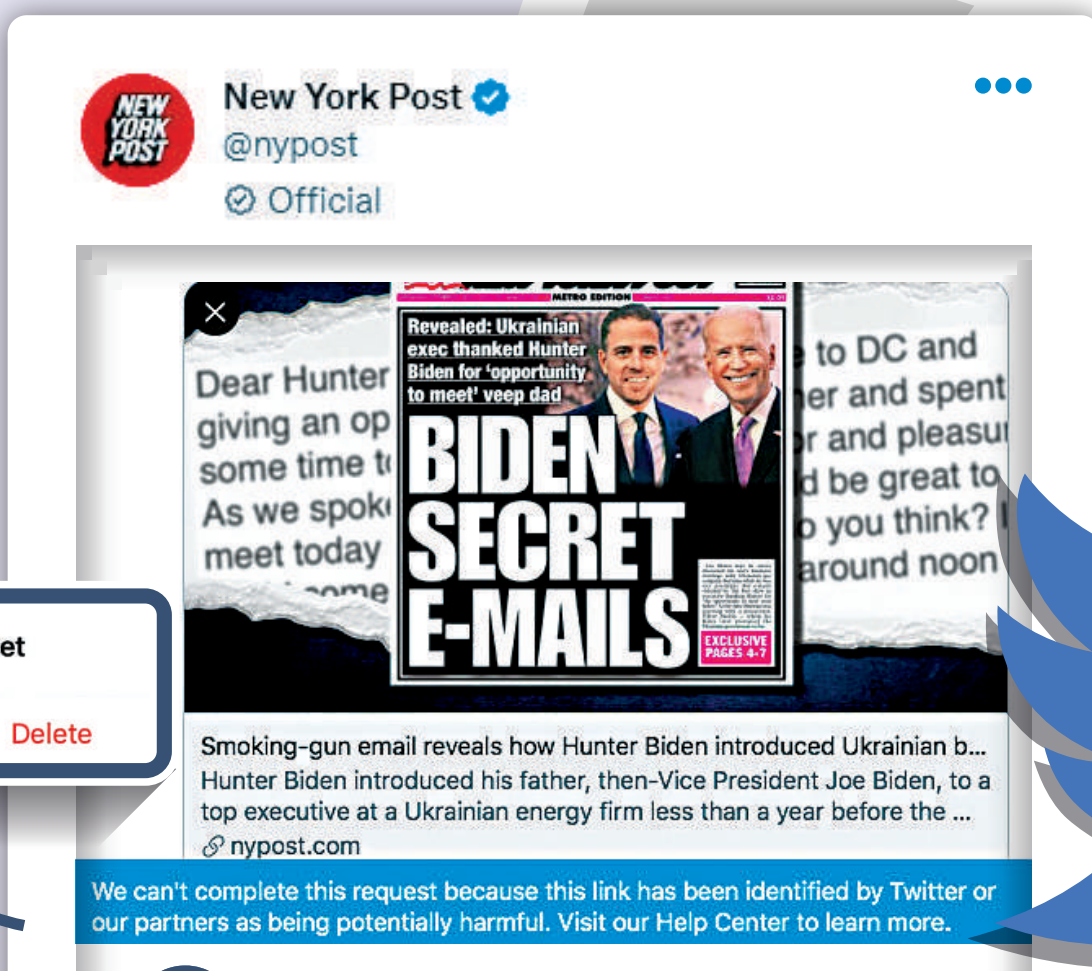 NEW
YORK
POST
New York Post
@nypost
Official
METRO EDITION
Revealed: Ukrainian
exec thanked Hunter
Biden for ‘opportunity
to meet’ veep dad
BIDEN
SECRET
E-MAILS
EXCLUSIVE
PAGES 4-7
Dear Hunter
giving an op
some time to
As we spoke
meet today
ome
to DC and
er and spent
r and pleasur
d be great to
o you think? I
around noon
et
Delete
Smoking-gun email reveals how Hunter Biden introduced Ukrainian b...
Hunter Biden introduced his father, then-Vice President Joe Biden, to a
top executive at a Ukrainian energy firm less than a year before the ...
nypost.com
We can't complete this request because this link has been identified by Twitter or
our partners as being potentially harmful. Visit our Help Center to learn more.